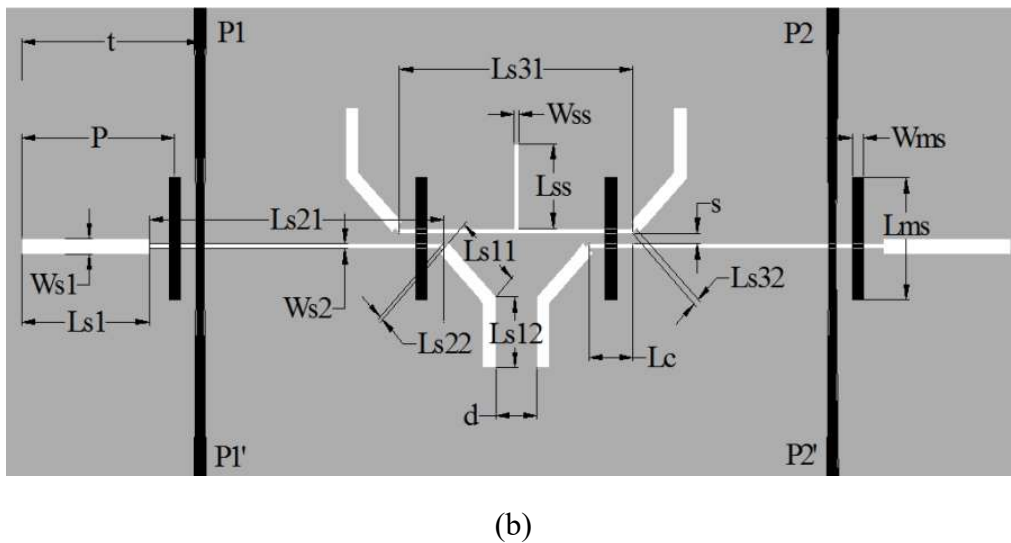 t
P1
P2
Ls31
Wss
P
Wms
Lss
s
Ls21
Lms
Ls11
Ws1
Ls32
Ws2
Ls1
Ls12
Ls22
Lc
d
P1'
P2'
(b)